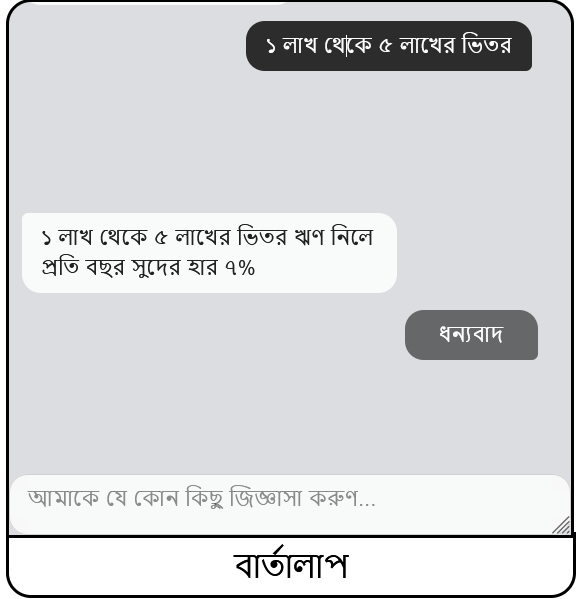 ১ লাখ থেকে ৫ লাখের ভিতর
১ লাখ থেকে ৫ লাখের ভিতর ঋণ নিলে
প্রতি বছর সুদের হার ৭%
ধন্যবাদ
আমাকে যে কোন কিছু জিজ্ঞাসা করুণ...
বার্তালাপ